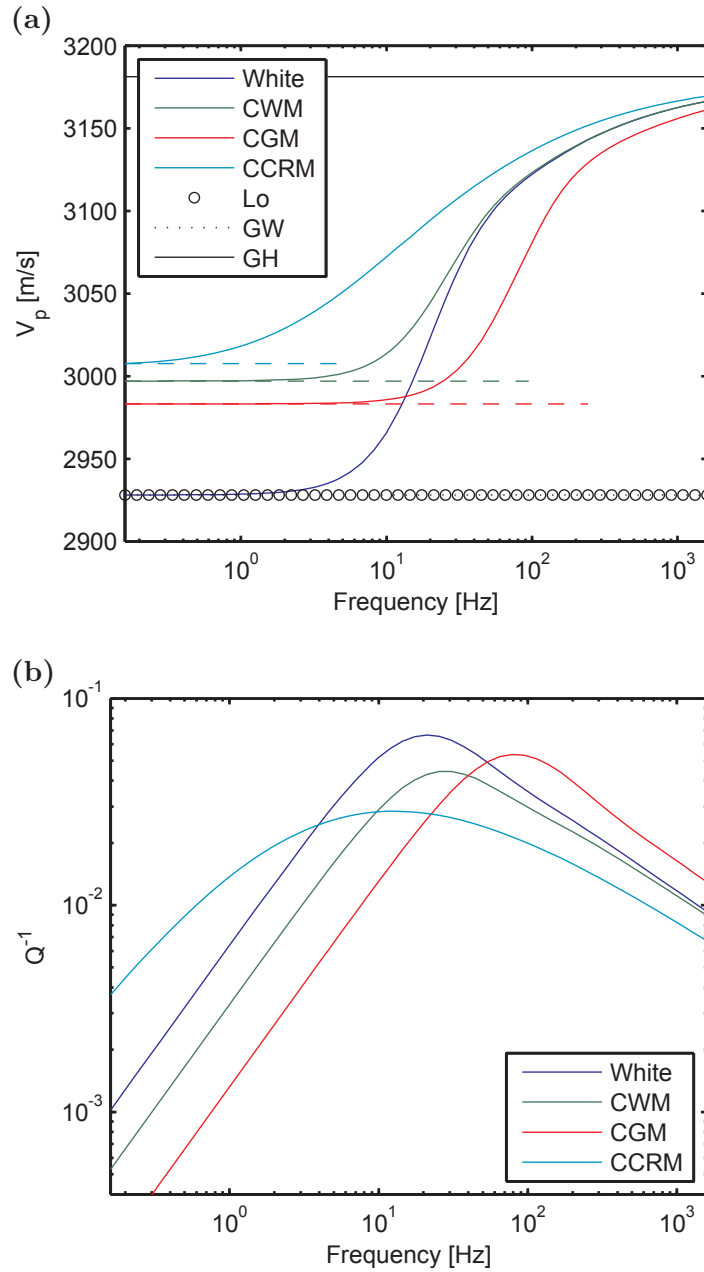 (a)
3200
3150
3100
3050
3000
2950
2900
V_p [m/s]
White
CWM
CGM
CCRM
Lo
GW
GH
10^0
10^1
10^2
10^3
Frequency [Hz]
(b)
10^-1
10^-2
10^-3
Q^-1
White
CWM
CGM
CCRM
10^0
10^1
10^2
10^3
Frequency [Hz]